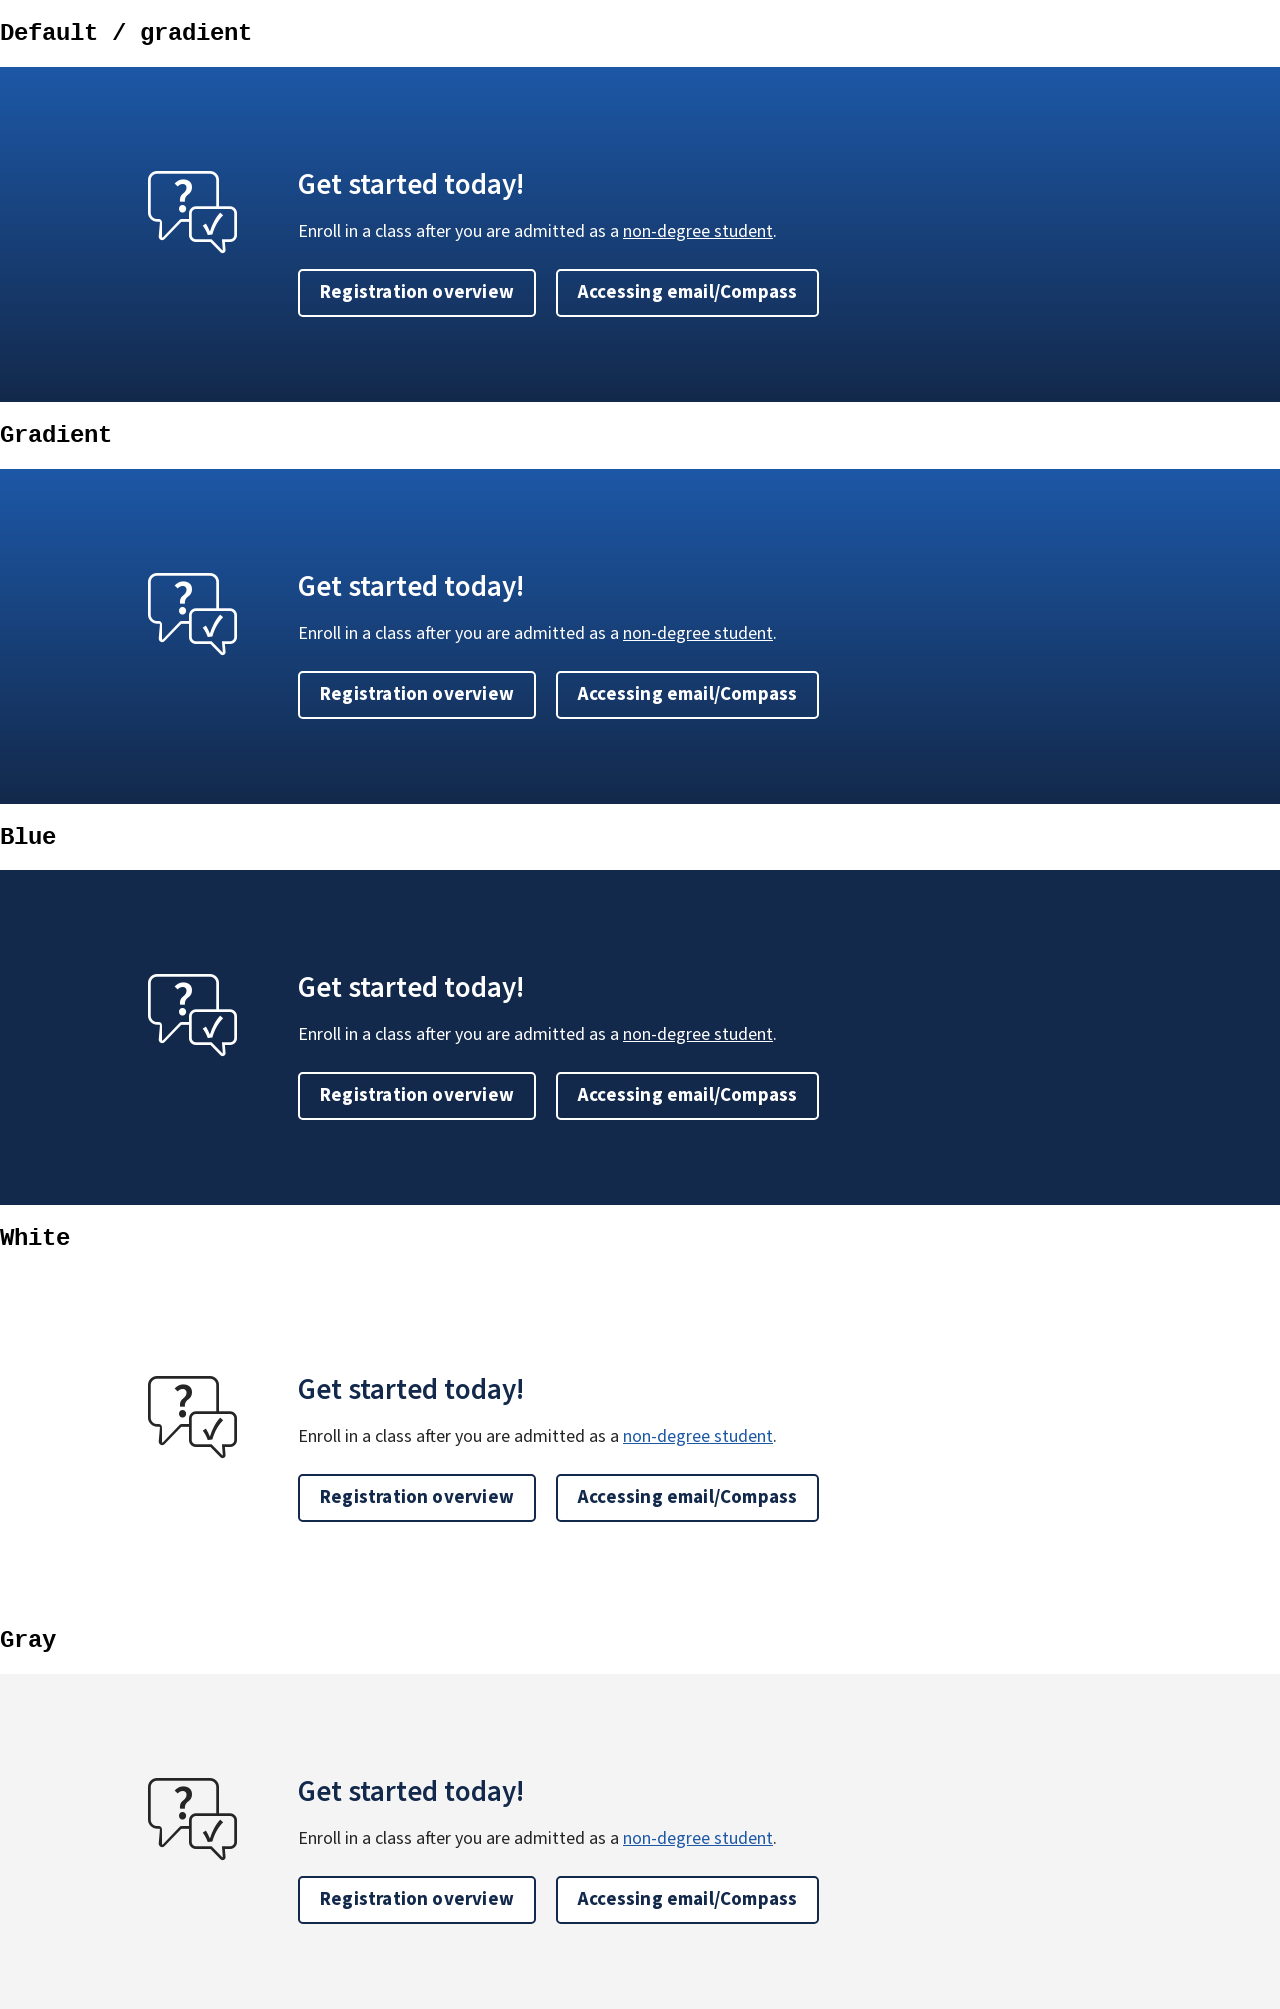 Default / gradient
Get started today!
Enroll in a class after you are admitted as a non-degree student.
Registration overview Accessing email/Compass
Gradient
Get started today!
Enroll in a class after you are admitted as a non-degree student.
Registration overview Accessing email/Compass
Blue
Get started today!
Enroll in a class after you are admitted as a non-degree student.
Registration overview Accessing email/Compass
White
Get started today!
Enroll in a class after you are admitted as a non-degree student.
Registration overview Accessing email/Compass
Gray
Get started today!
Enroll in a class after you are admitted as a non-degree student.
Registration overview Accessing email/Compass